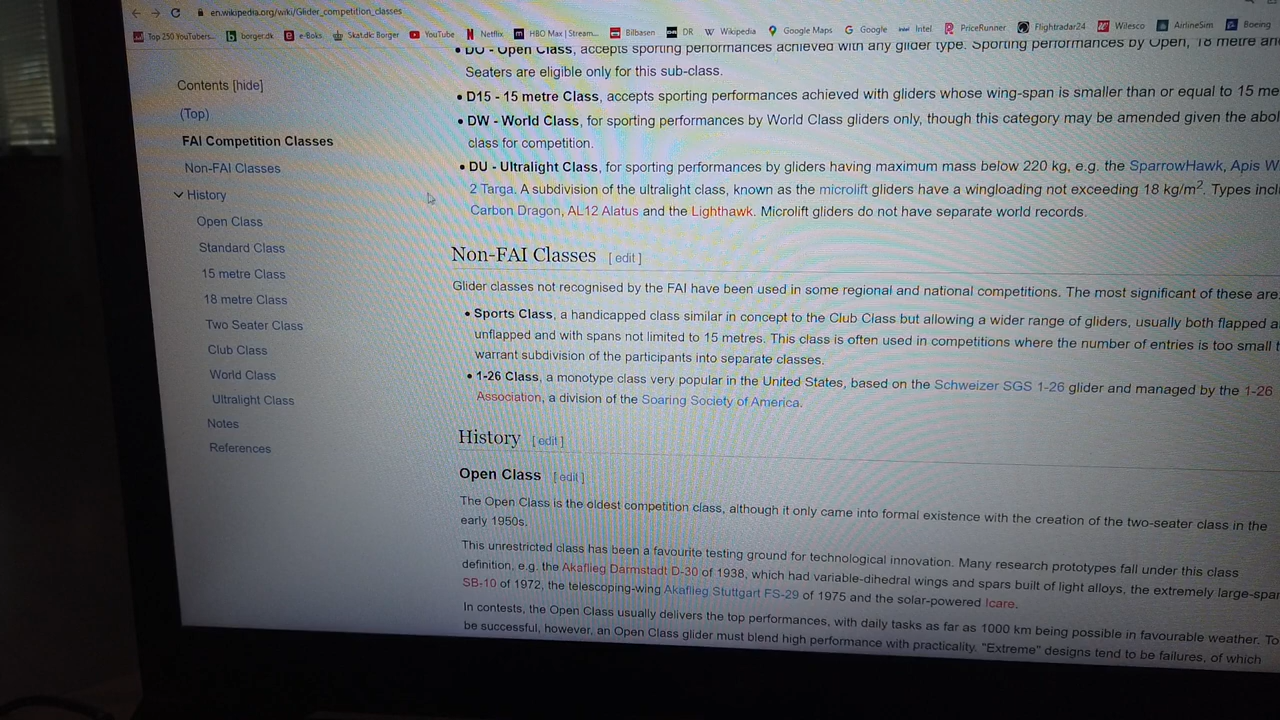 en.wikipedia.org/wiki/Glider_competition_classes
Top 250 YouTubers... borger.dk e-Boks Skat.dk: Borger YouTube Netflix HBO Max | Stream... Bilbasen DR Wikipedia Google Maps Google Intel PriceRunner Flightradar24 Wilesco AirlineSim Boeing
Contents [hide]
(Top)
FAI Competition Classes
Non-FAI Classes
History
Open Class
Standard Class
15 metre Class
18 metre Class
Two Seater Class
Club Class
World Class
Ultralight Class
Notes
References
• DO - Open Class, accepts sporting performances achieved with any glider type. Sporting performances by Open, 18 metre
Seaters are eligible only for this sub-class.
• D15 - 15 metre Class, accepts sporting performances achieved with gliders whose wing-span is smaller than or equal to 15
• DW - World Class, for sporting performances by World Class gliders only, though this category may be amended given the
class for competition.
• DU - Ultralight Class, for sporting performances by gliders having maximum mass below 220 kg, e.g. the SparrowHawk, Apis
2 Targa. A subdivision of the ultralight class, known as the microlift gliders have a wingloading not exceeding 18 kg/m². Types
Carbon Dragon, AL12 Alatus and the Lighthawk. Microlift gliders do not have separate world records.
Non-FAI Classes [ edit ]
Glider classes not recognised by the FAI have been used in some regional and national competitions. The most significant of these are
• Sports Class, a handicapped class similar in concept to the Club Class but allowing a wider range of gliders, usually both flapped
unflapped and with spans not limited to 15 metres. This class is often used in competitions where the number of entries is too small
warrant subdivision of the participants into separate classes.
• 1-26 Class, a monotype class very popular in the United States, based on the Schweizer SGS 1-26 glider and managed by the 1-26
Association, a division of the Soaring Society of America.
History [ edit ]
Open Class [ edit ]
The Open Class is the oldest competition class, although it only came into formal existence with the creation of the two-seater class in the
early 1950s.
This unrestricted class has been a favourite testing ground for technological innovation. Many research prototypes fall under this class
definition, e.g. the Akaflieg Darmstadt D-30 of 1938, which had variable-dihedral wings and spars built of light alloys, the extremely large-span
SB-10 of 1972, the telescoping-wing Akaflieg Stuttgart FS-29 of 1975 and the solar-powered Icare.
In contests, the Open Class usually delivers the top performances, with daily tasks as far as 1000 km being possible in favourable weather. To
be successful, however, an Open Class glider must blend high performance with practicality. "Extreme" designs tend to be failures, of which